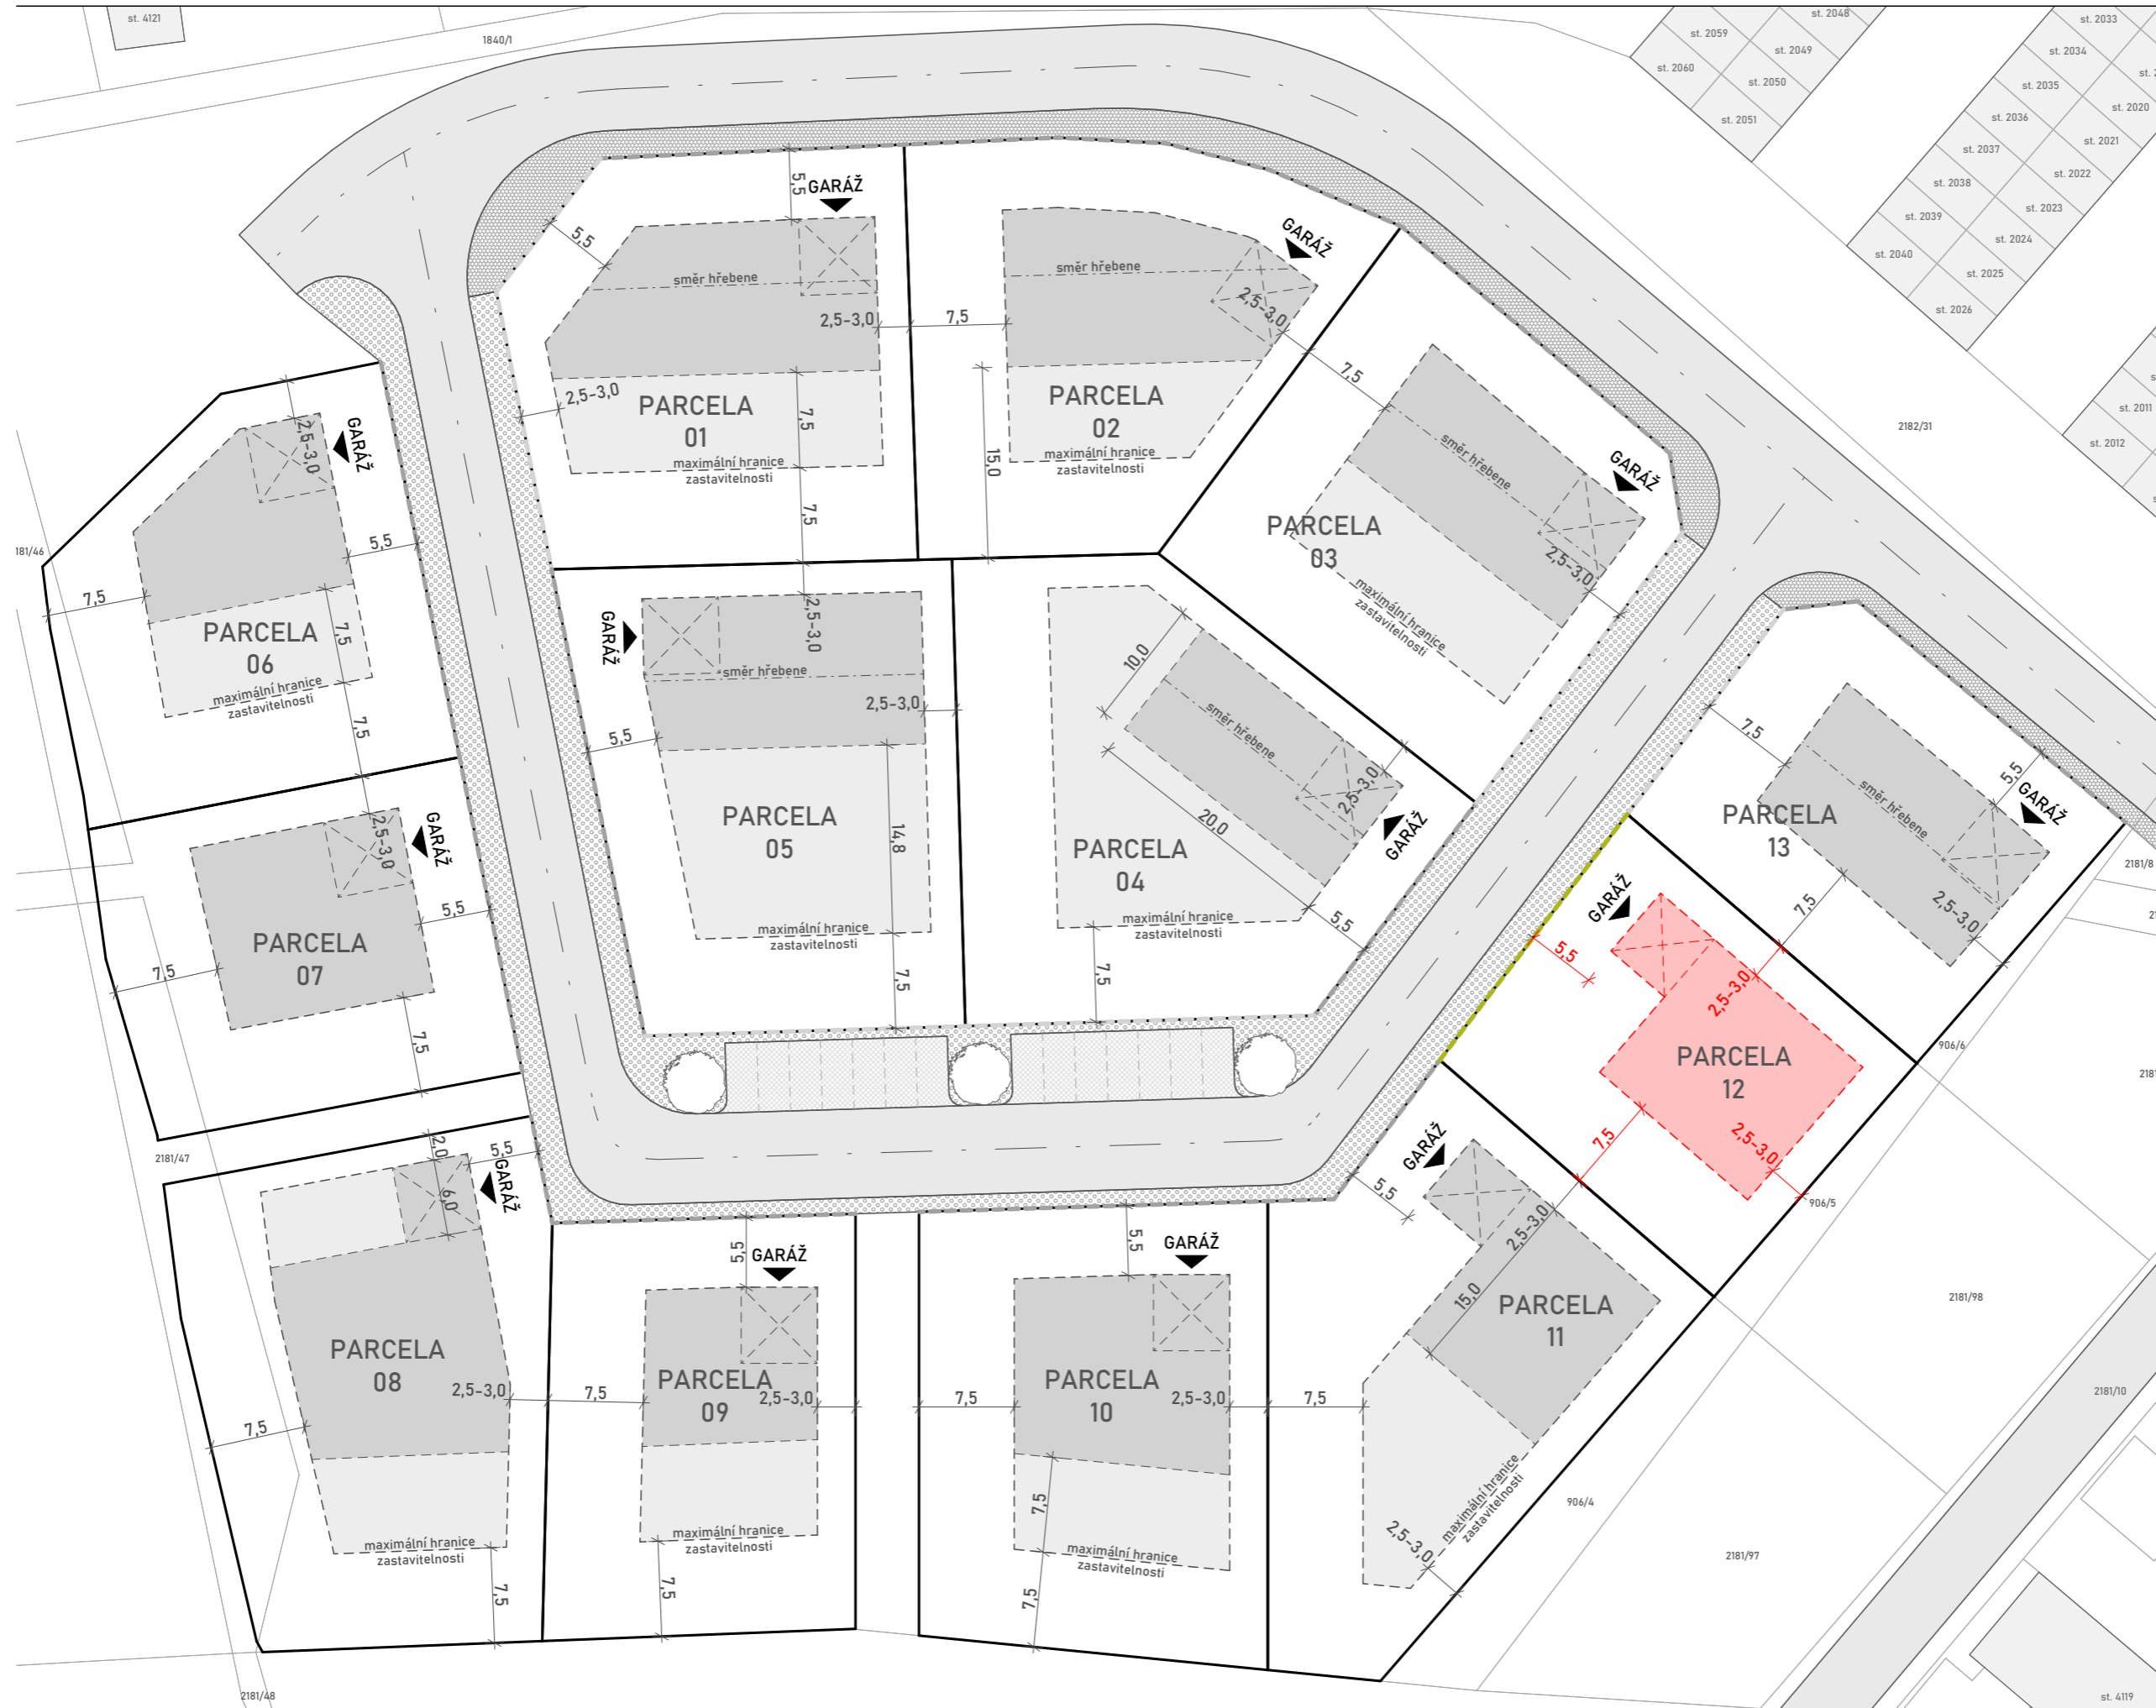 st. 4121
1840/1
st. 2059
st. 2060
st. 2048
st. 2049
st. 2050
st. 2051
st. 2033
st. 2034
st. 2035
st. 2036
st. 2037
st. 2038
st. 2039
st. 2040
st. 2020
st. 2021
st. 2022
st. 2023
st. 2024
st. 2025
st. 2026
st. 2011
st. 2012
2182/31
5,5
GARÁŽ
5,5
směr hřebene
2,5-3,0
2,5-3,0
PARCELA
01
7,5
maximální hranice
zastavitelnosti
7,5
GARÁŽ
směr hřebene
2,5-3,0
7,5
PARCELA
02
15,0
maximální hranice
zastavitelnosti
7,5
směr hřebene
GARÁŽ
PARCELA
03
2,5-3,0
maximální hranice
zastavitelnosti
GARÁŽ
2,5-3,0
5,5
7,5
PARCELA
06
7,5
maximální hranice
zastavitelnosti
7,5
181/46
GARÁŽ
2,5-3,0
směr hřebene
2,5-3,0
5,5
PARCELA
05
14,8
maximální hranice
zastavitelnosti
7,5
10,0
směr hřebene
2,5-3,0
20,0
GARÁŽ
PARCELA
04
5,5
maximální hranice
zastavitelnosti
7,5
7,5
5,5
směr hřebene
GARÁŽ
PARCELA
13
2,5-3,0
7,5
2181/8
GARÁŽ
2,5-3,0
5,5
PARCELA
07
7,5
7,5
GARÁŽ
5,5
2,5-3,0
PARCELA
12
7,5
2,5-3,0
906/6
906/5
2181/47
2,0
5,5
GARÁŽ
6,0
PARCELA
08
2,5-3,0
7,5
maximální hranice
zastavitelnosti
7,5
5,5
GARÁŽ
7,5
PARCELA
09
2,5-3,0
maximální hranice
zastavitelnosti
7,5
5,5
GARÁŽ
7,5
PARCELA
10
2,5-3,0
7,5
maximální hranice
zastavitelnosti
7,5
5,5
GARÁŽ
2,5-3,0
15,0
PARCELA
11
7,5
maximální hranice
zastavitelnosti
2,5-3,0
906/4
2181/98
2181/10
2181/97
2181/48
st. 4119